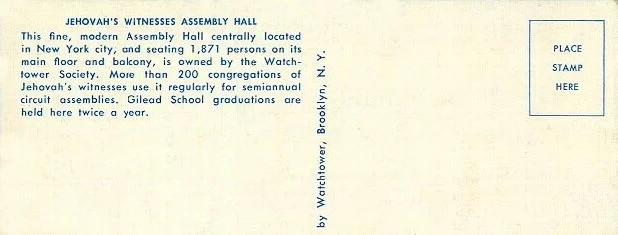 JEHOVAH'S WITNESSES ASSEMBLY HALL
This fine, modern Assembly Hall centrally located
in New York city, and seating 1,871 persons on its
main floor and balcony, is owned by the Watch-
tower Society. More than 200 congregations of
Jehovah's witnesses use it regularly for semiannual
circuit assemblies. Gilead School graduations are
held here twice a year.
by Watchtower, Brooklyn, N. Y.
PLACE
STAMP
HERE